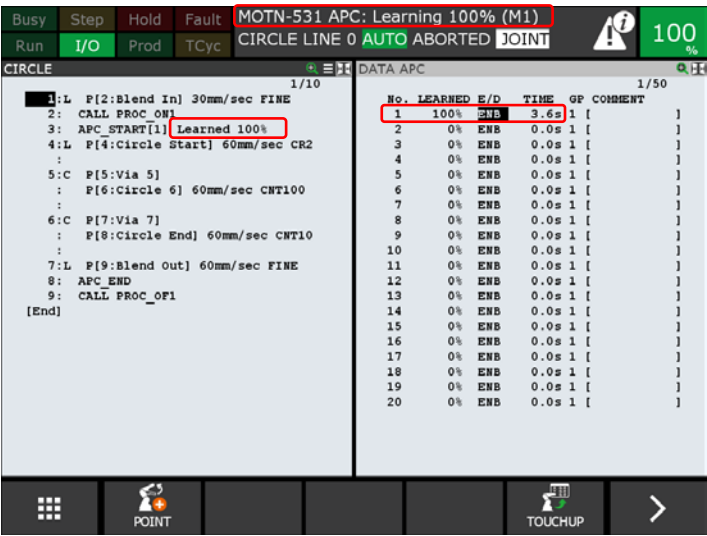 Busy Step Hold Fault MOTN-531 APC: Learning 100% (M1)
Run I/O Prod TCyc CIRCLE LINE 0 AUTO ABORTED JOINT
i
100
%
CIRCLE
1/10
1:L P[2:Blend In] 30mm/sec FINE
2: CALL PROC_ON1
3: APC_START[1] Learned 100%
4:L P[4:Circle Start] 60mm/sec CR2
:
5:C P[5:Via 5]
: P[6:Circle 6] 60mm/sec CNT100
:
6:C P[7:Via 7]
: P[8:Circle End] 60mm/sec CNT10
:
7:L P[9:Blend Out] 60mm/sec FINE
8: APC_END
9: CALL PROC_OF1
[End]
DATA APC
1/50
No. LEARNED E/D TIME GP COMMENT
1 100% ENB 3.6s 1 [ ]
2 0% ENB 0.0s 1 [ ]
3 0% ENB 0.0s 1 [ ]
4 0% ENB 0.0s 1 [ ]
5 0% ENB 0.0s 1 [ ]
6 0% ENB 0.0s 1 [ ]
7 0% ENB 0.0s 1 [ ]
8 0% ENB 0.0s 1 [ ]
9 0% ENB 0.0s 1 [ ]
10 0% ENB 0.0s 1 [ ]
11 0% ENB 0.0s 1 [ ]
12 0% ENB 0.0s 1 [ ]
13 0% ENB 0.0s 1 [ ]
14 0% ENB 0.0s 1 [ ]
15 0% ENB 0.0s 1 [ ]
16 0% ENB 0.0s 1 [ ]
17 0% ENB 0.0s 1 [ ]
18 0% ENB 0.0s 1 [ ]
19 0% ENB 0.0s 1 [ ]
20 0% ENB 0.0s 1 [ ]
POINT
TOUCHUP